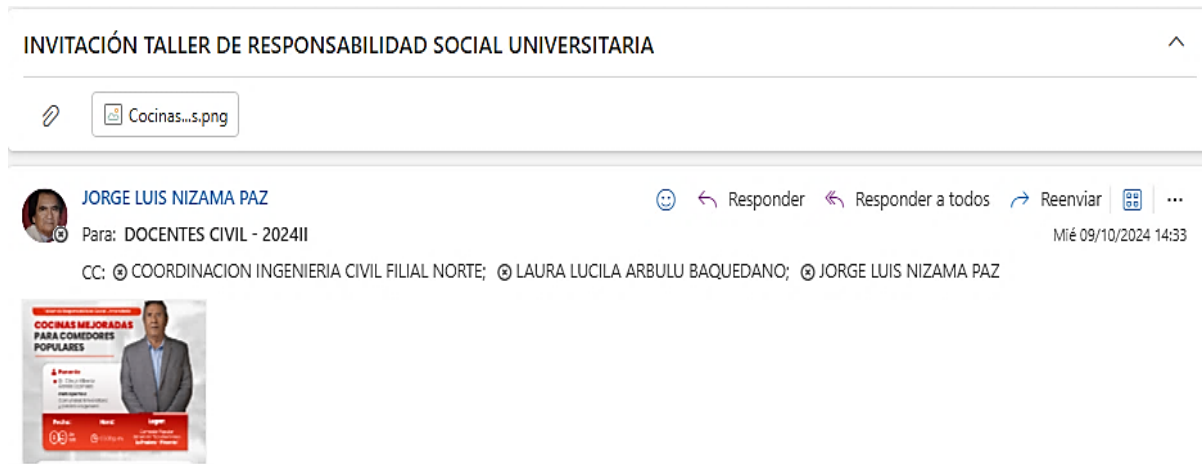 INVITACIÓN TALLER DE RESPONSABILIDAD SOCIAL UNIVERSITARIA
Cocinas...s.png
JORGE LUIS NIZAMA PAZ
Responder
Responder a todos
Reenviar
Para: DOCENTES CIVIL - 2024II
Mié 09/10/2024 14:33
CC: COORDINACION INGENIERIA CIVIL FILIAL NORTE; LAURA LUCILA ARBULU BAQUEDANO; JORGE LUIS NIZAMA PAZ
COCINAS MEJORADAS
PARA COMEDORES
POPULARES
Ponente
Fecha:
Hora:
Lugar: